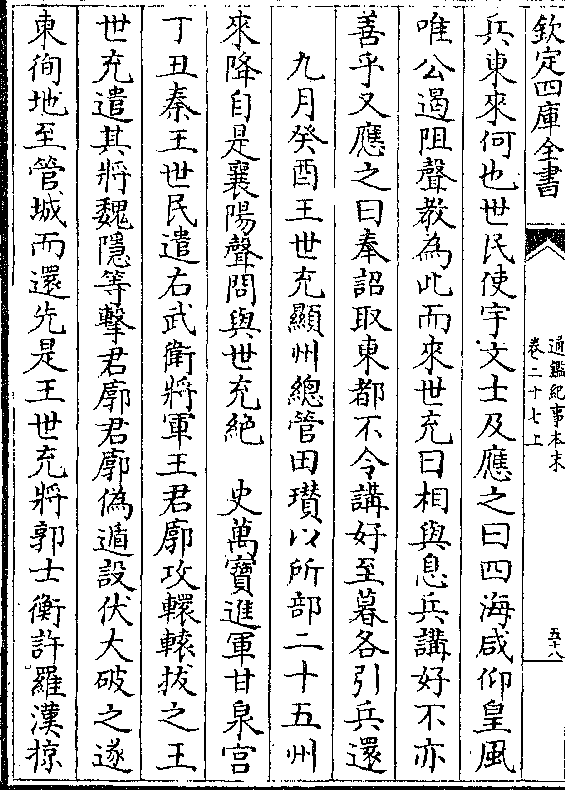 欽定四庫全書
通鑑紀事本末
卷二十七上
五十八
兵東來何也世民使宇文士及應之曰四海咸仰皇風
唯公遏阻聲教為此而來世充曰相與息兵講好不亦
善乎又應之曰奉詔取東都不令講好至暮各引兵還
九月癸酉王世充顯州總管田瓚以所部二十五州
來降自是襄陽聲問與世充絶 史萬寶進軍甘泉宫
丁丑秦王世民遣右武衛將軍王君廓攻轘轅拔之王
世充遣其將魏隱等擊君廓君廓偽遁設伏大破之遂
東徇地至管城而還先是王世充將郭士衡許羅漢掠